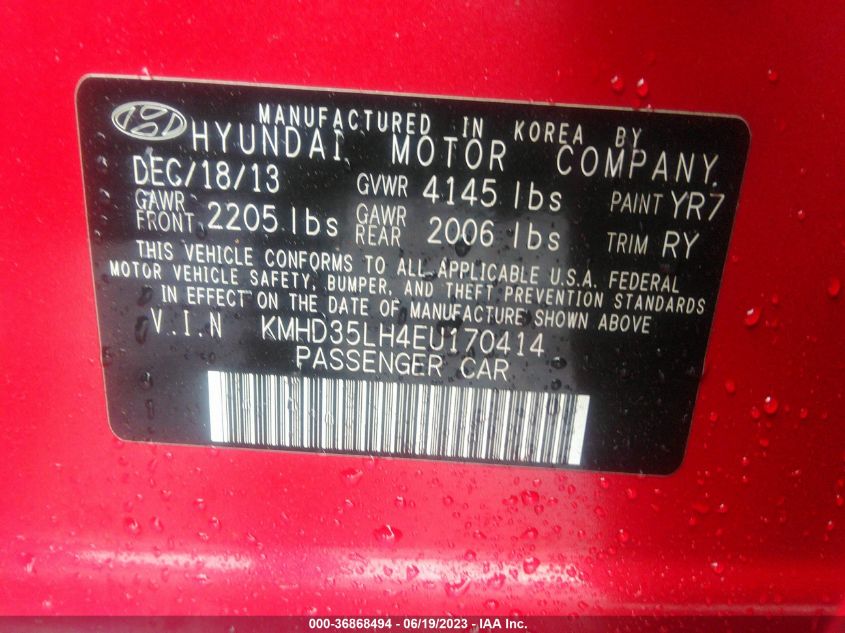 MANUFACTURED IN KOREA BY
HYUNDAI MOTOR COMPANY
DEC/18/13 GVWR 4145 lbs PAINT YR7
GAWR FRONT 2205 lbs GAWR REAR 2006 lbs TRIM RY
THIS VEHICLE CONFORMS TO ALL APPLICABLE U.S.A. FEDERAL
MOTOR VEHICLE SAFETY, BUMPER, AND THEFT PREVENTION STANDARDS
IN EFFECT ON THE DATE OF MANUFACTURE SHOWN ABOVE
V.I.N KMHD35LH4EU170414
PASSENGER CAR
000-36868494 - 06/19/2023 - IAA Inc.